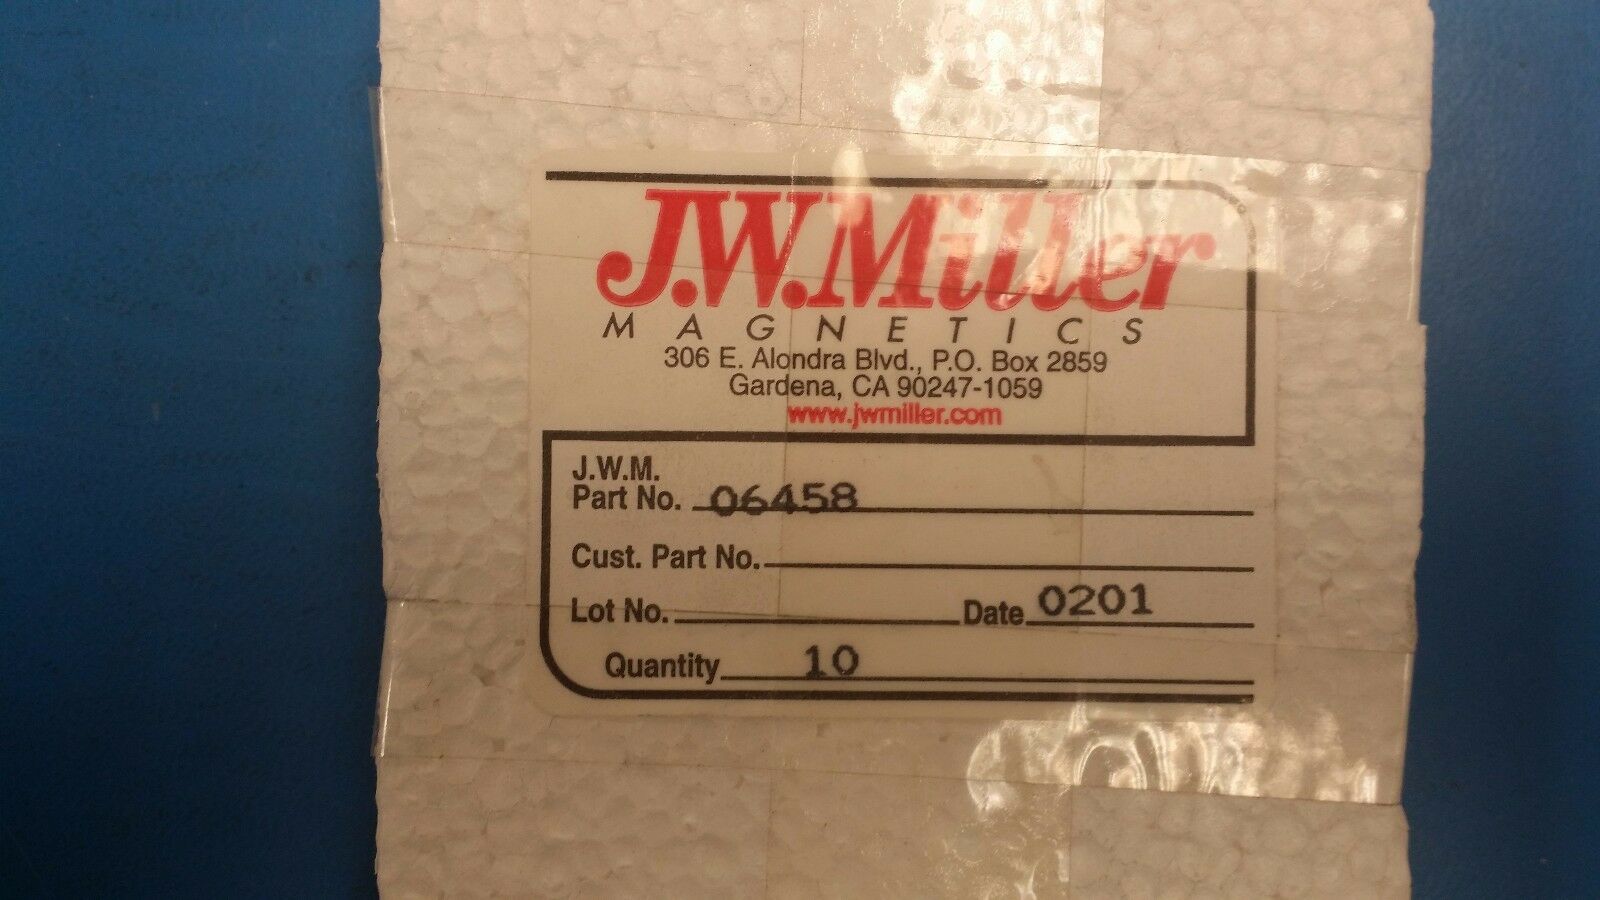 J.W.Miller
MAGNETICS
306 E. Alondra Blvd., P.O. Box 2859
Gardena, CA 90247-1059
www.jwmiller.com
J.W.M.
Part No. 06458
Cust. Part No.
Lot No. Date 0201
Quantity 10